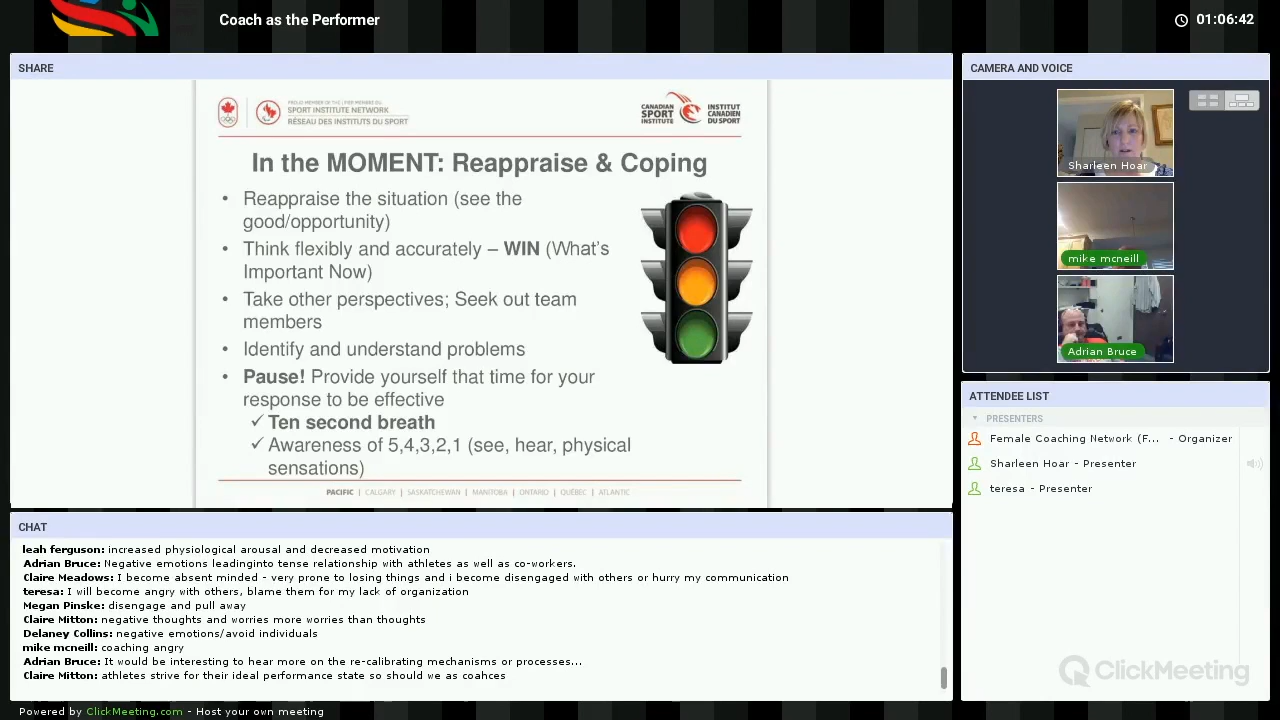 Coach as the Performer
01:06:42
SHARE
PROUD MEMBER OF THE | FIER MEMBRE DU
SPORT INSTITUTE NETWORK
RÉSEAU DES INSTITUTS DU SPORT
CANADIAN
SPORT
INSTITUTE
INSTITUT
CANADIEN
DU SPORT
In the MOMENT: Reappraise & Coping
• Reappraise the situation (see the
good/opportunity)
• Think flexibly and accurately – WIN (What's
Important Now)
• Take other perspectives; Seek out team
members
• Identify and understand problems
• Pause! Provide yourself that time for your
response to be effective
✓ Ten second breath
✓ Awareness of 5,4,3,2,1 (see, hear, physical
sensations)
PACIFIC | CALGARY | SASKATCHEWAN | MANITOBA | ONTARIO | QUÉBEC | ATLANTIC
CAMERA AND VOICE
Sharleen Hoar
mike mcneill
Adrian Bruce
ATTENDEE LIST
PRESENTERS
Female Coaching Network (F... - Organizer
Sharleen Hoar - Presenter
teresa - Presenter
ClickMeeting
CHAT
leah ferguson: increased physiological arousal and decreased motivation
Adrian Bruce: Negative emotions leadinginto tense relationship with athletes as well as co-workers.
Claire Meadows: I become absent minded - very prone to losing things and i become disengaged with others or hurry my communication
teresa: I will become angry with others, blame them for my lack of organization
Megan Pinske: disengage and pull away
Claire Mitton: negative thoughts and worries more worries than thoughts
Delaney Collins: negative emotions/avoid individuals
mike mcneill: coaching angry
Adrian Bruce: It would be interesting to hear more on the re-calibrating mechanisms or processes...
Claire Mitton: athletes strive for their ideal performance state so should we as coahces
Powered by ClickMeeting.com - Host your own meeting